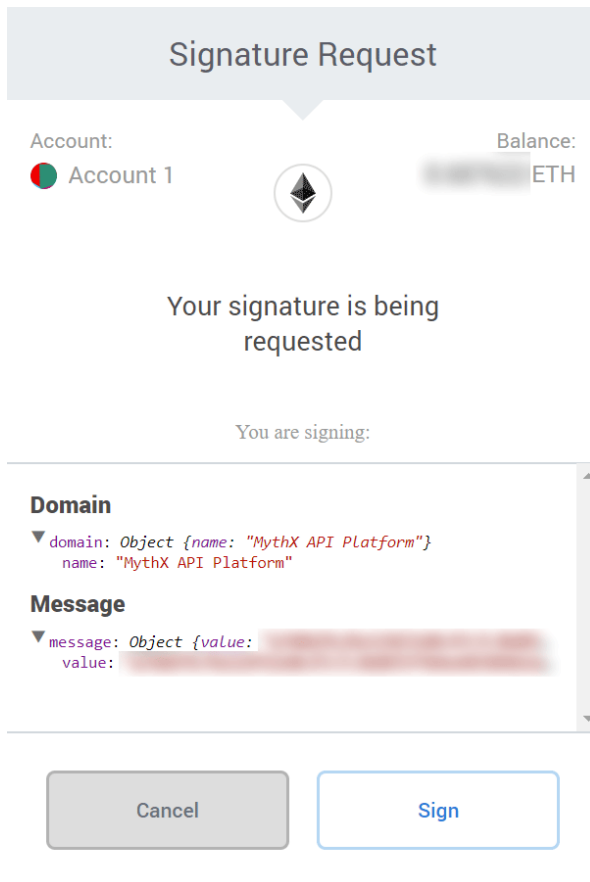 Signature Request
Account:
Balance:
Account 1
ETH
Your signature is being
requested
You are signing:
Domain
domain: Object {name: "MythX API Platform"}
name: "MythX API Platform"
Message
message: Object {value:
value:
Cancel
Sign